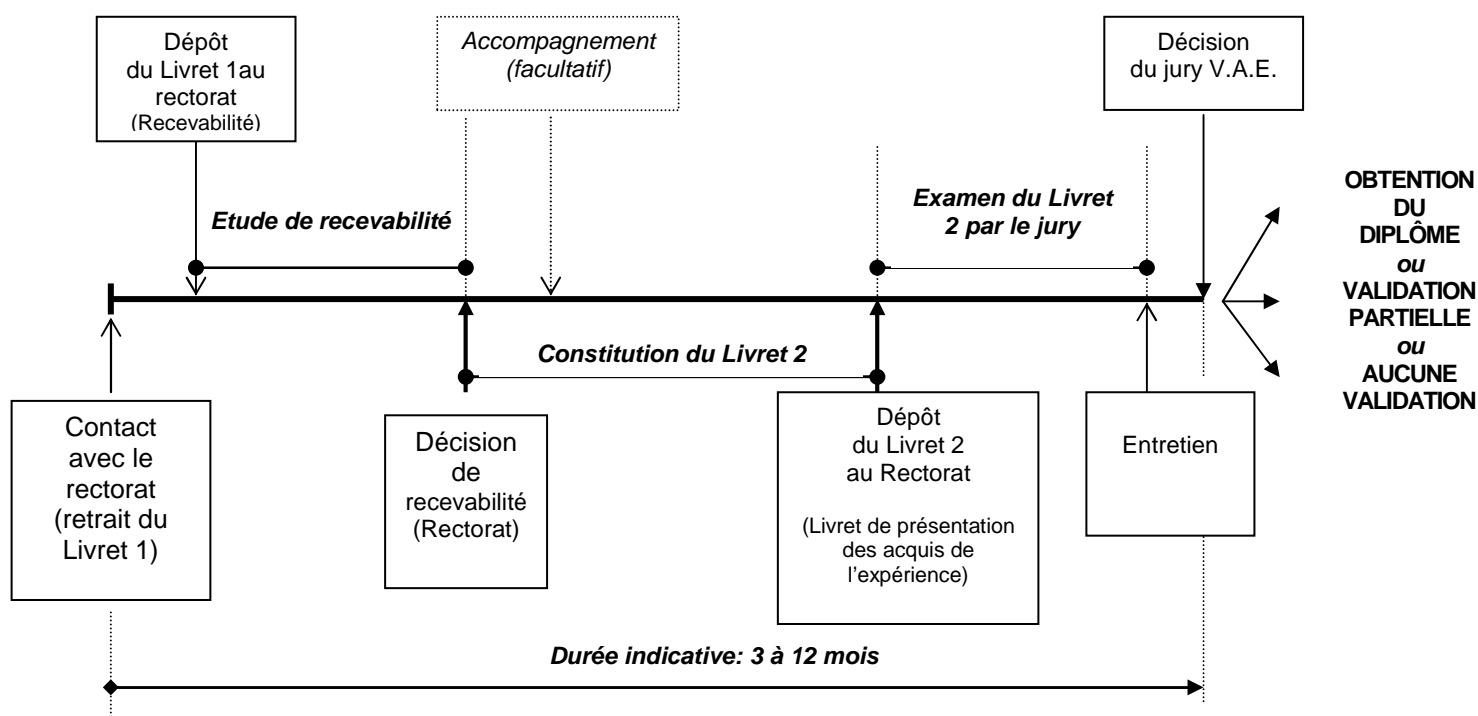 Dépôt
du Livret 1au
rectorat
(Recevabilité)
Accompagnement
(facultatif)
Décision
du jury V.A.E.
Etude de recevabilité
Examen du Livret
2 par le jury
OBTENTION
DU
DIPLÔME
ou
VALIDATION
PARTIELLE
ou
AUCUNE
VALIDATION
Constitution du Livret 2
Contact
avec le
rectorat
(retrait du
Livret 1)
Décision
de
recevabilité
(Rectorat)
Dépôt
du Livret 2
au Rectorat
(Livret de présentation
des acquis de
l'expérience)
Entretien
Durée indicative: 3 à 12 mois